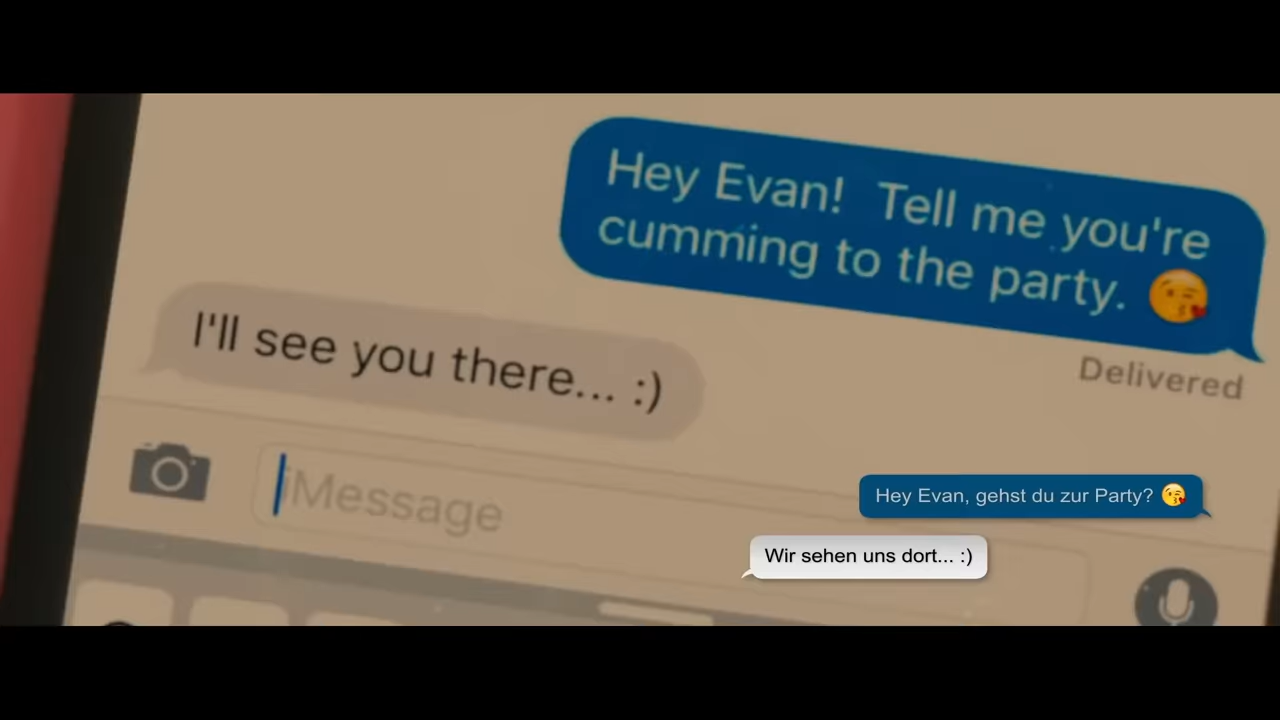 Hey Evan!  Tell me you're
cumming to the party. 😘
Delivered
I'll see you there... :)
iMessage
Hey Evan, gehst du zur Party? 😘
Wir sehen uns dort... :)